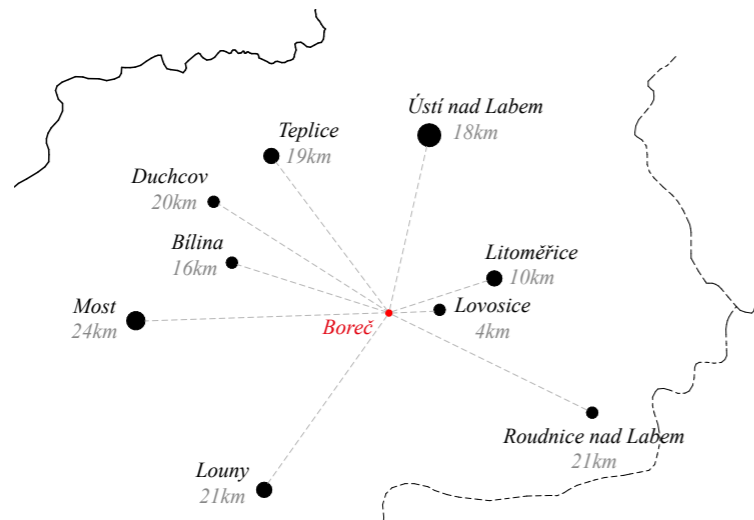 Ústí nad Labem
18km
Teplice
19km
Duchcov
20km
Bílina
16km
Litoměřice
10km
Most
24km
Lovosice
4km
Boreč
Roudnice nad Labem
21km
Louny
21km